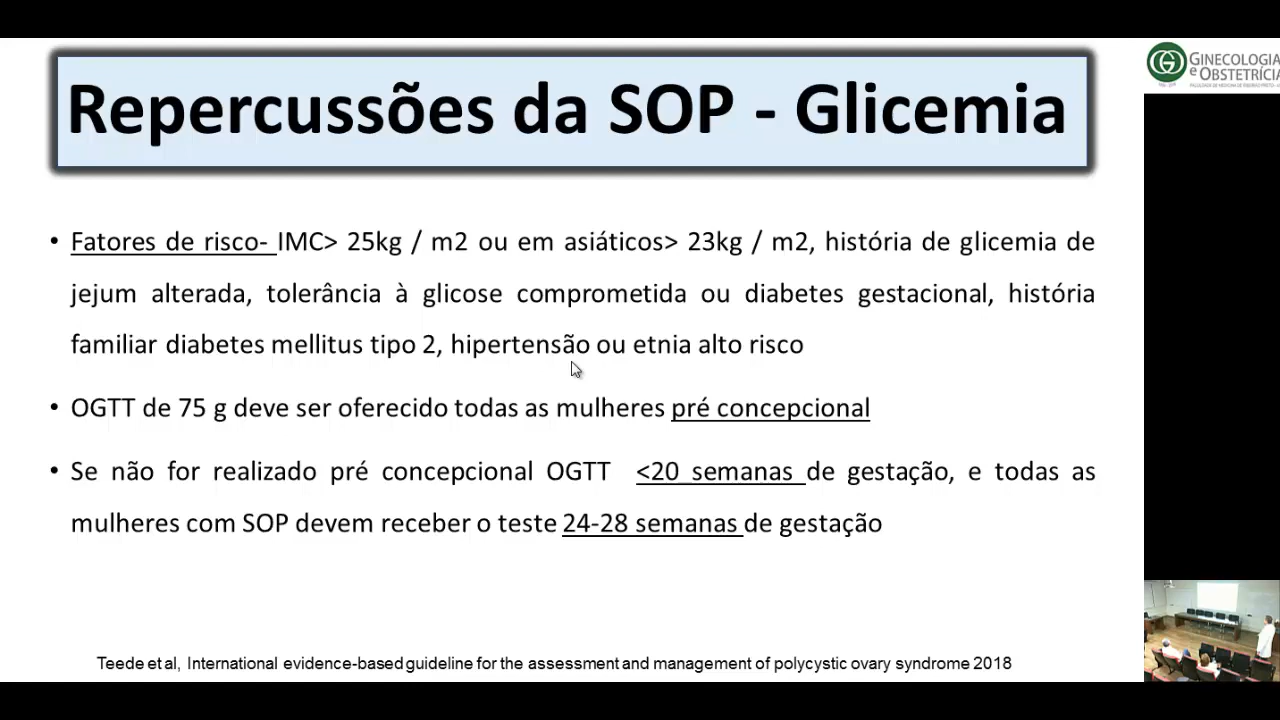 Repercussões da SOP - Glicemia
GINECOLOGIA
e OBSTETRÍCIA
• Fatores de risco- IMC> 25kg / m2 ou em asiáticos> 23kg / m2, história de glicemia de
jejum alterada, tolerância à glicose comprometida ou diabetes gestacional, história
familiar diabetes mellitus tipo 2, hipertensão ou etnia alto risco
• OGTT de 75 g deve ser oferecido todas as mulheres pré concepcional
• Se não for realizado pré concepcional OGTT <20 semanas de gestação, e todas as
mulheres com SOP devem receber o teste 24-28 semanas de gestação
Teede et al, International evidence-based guideline for the assessment and management of polycystic ovary syndrome 2018